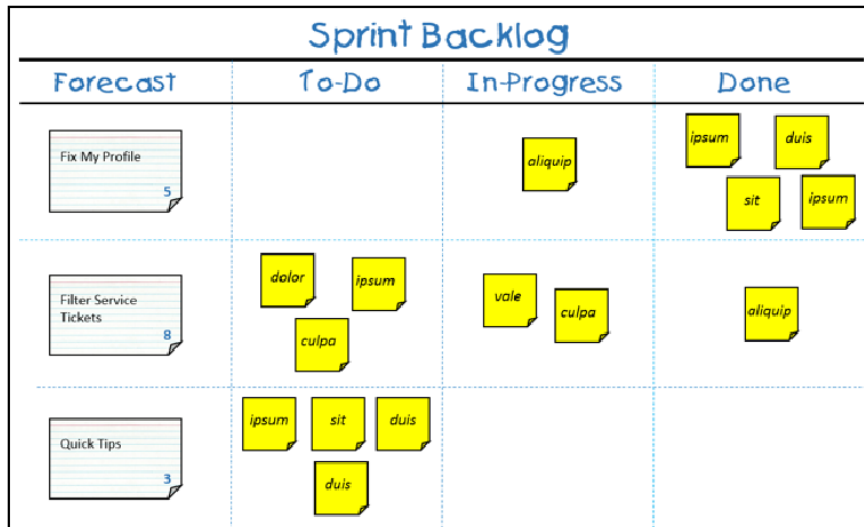 Sprint Backlog
Forecast To-Do In-Progress Done
Fix My Profile
5
aliquip
ipsum
duis
sit
ipsum
Filter Service
Tickets
8
dolor
ipsum
culpa
vale
culpa
aliquip
Quick Tips
3
ipsum
sit
duis
duis